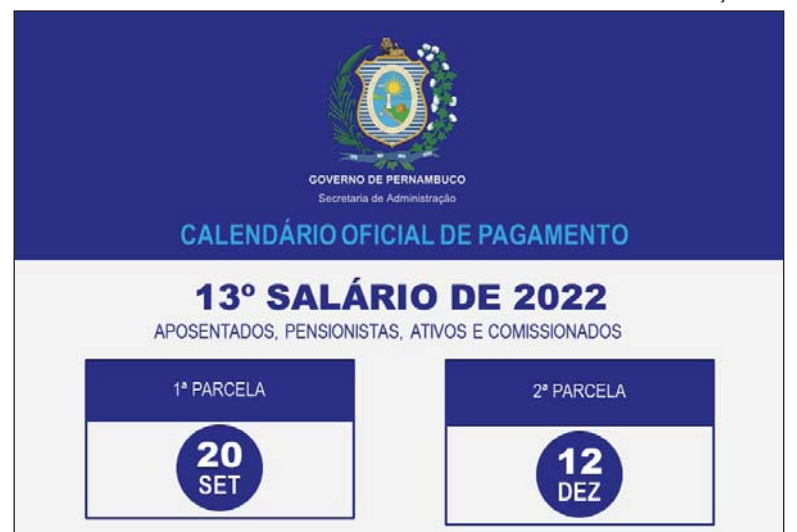 GOVERNO DE PERNAMBUCO
Secretaria de Administração
CALENDÁRIO OFICIAL DE PAGAMENTO
13º SALÁRIO DE 2022
APOSENTADOS, PENSIONISTAS, ATIVOS E COMISSIONADOS
1ª PARCELA
20
SET
2ª PARCELA
12
DEZ